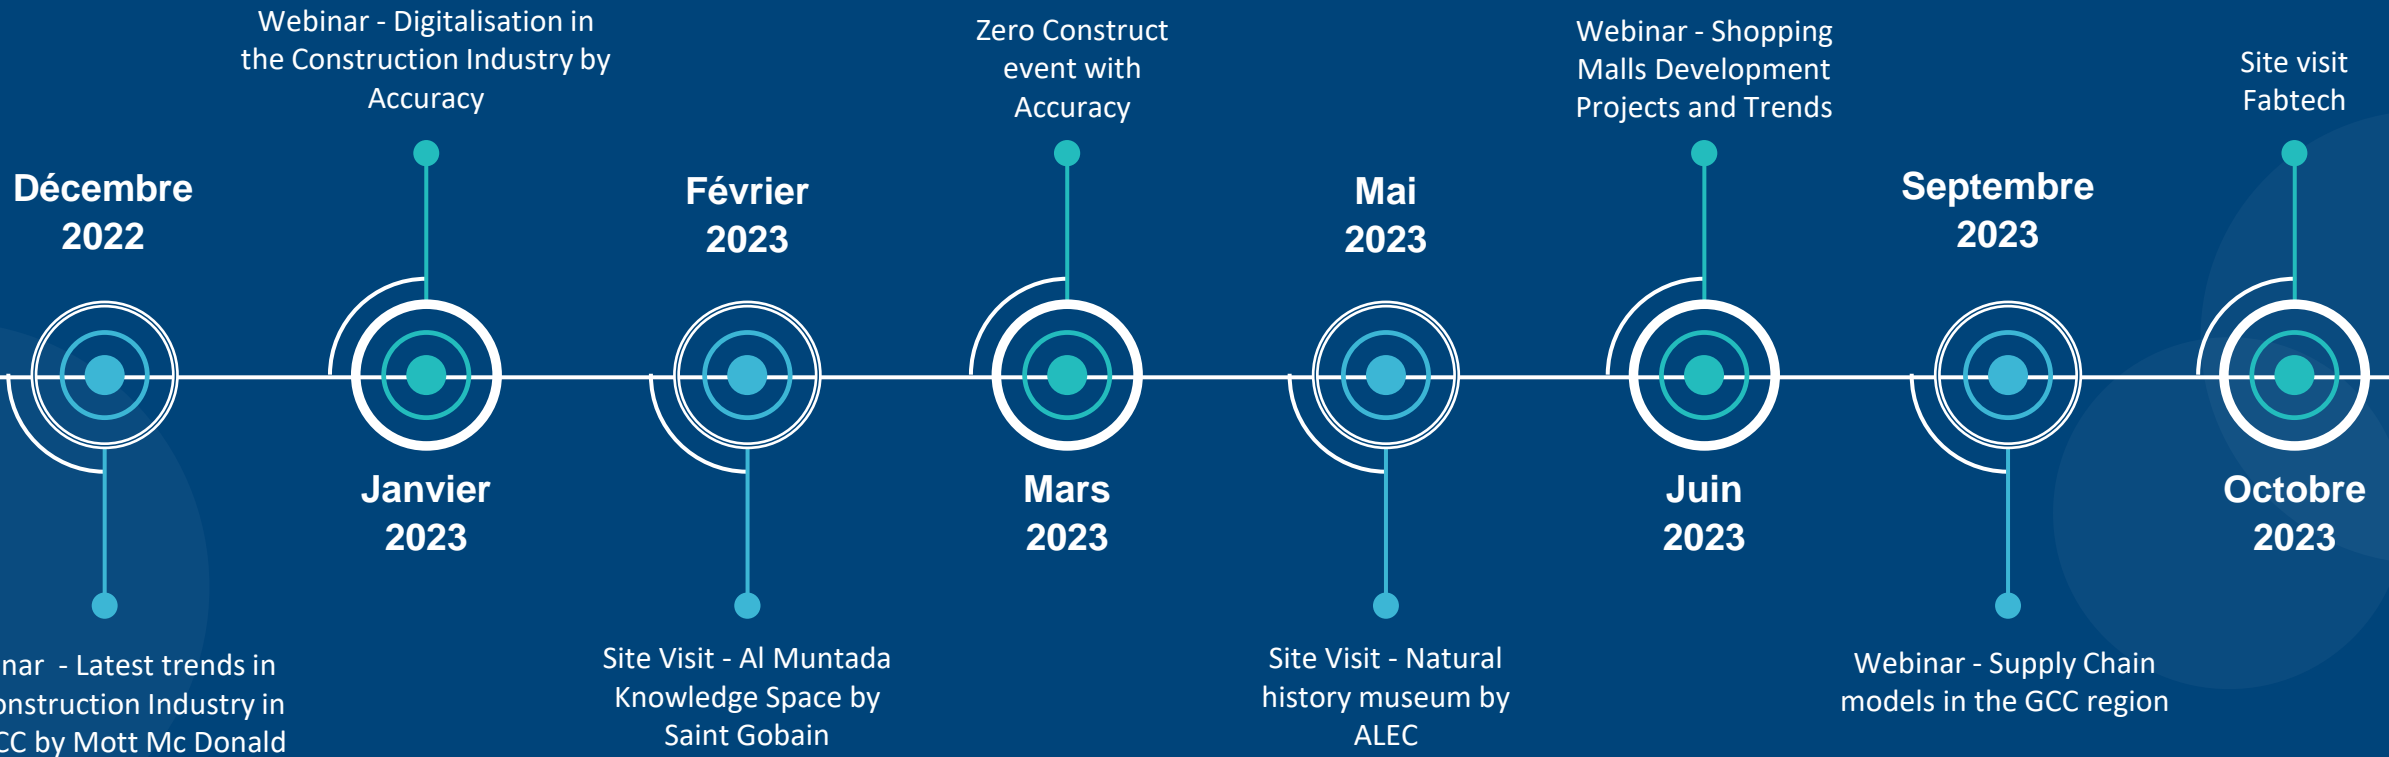 Webinar - Digitalisation in
the Construction Industry by
Accuracy
Zero Construct
event with
Accuracy
Webinar - Shopping
Malls Development
Projects and Trends
Site visit
Fabtech
Décembre
2022
Février
2023
Mai
2023
Septembre
2023
Janvier
2023
Mars
2023
Juin
2023
Octobre
2023
- Latest trends in
Industry in
by Mott Mc Donald
Site Visit - Al Muntada
Knowledge Space by
Saint Gobain
Site Visit - Natural
history museum by
ALEC
Webinar - Supply Chain
models in the GCC region